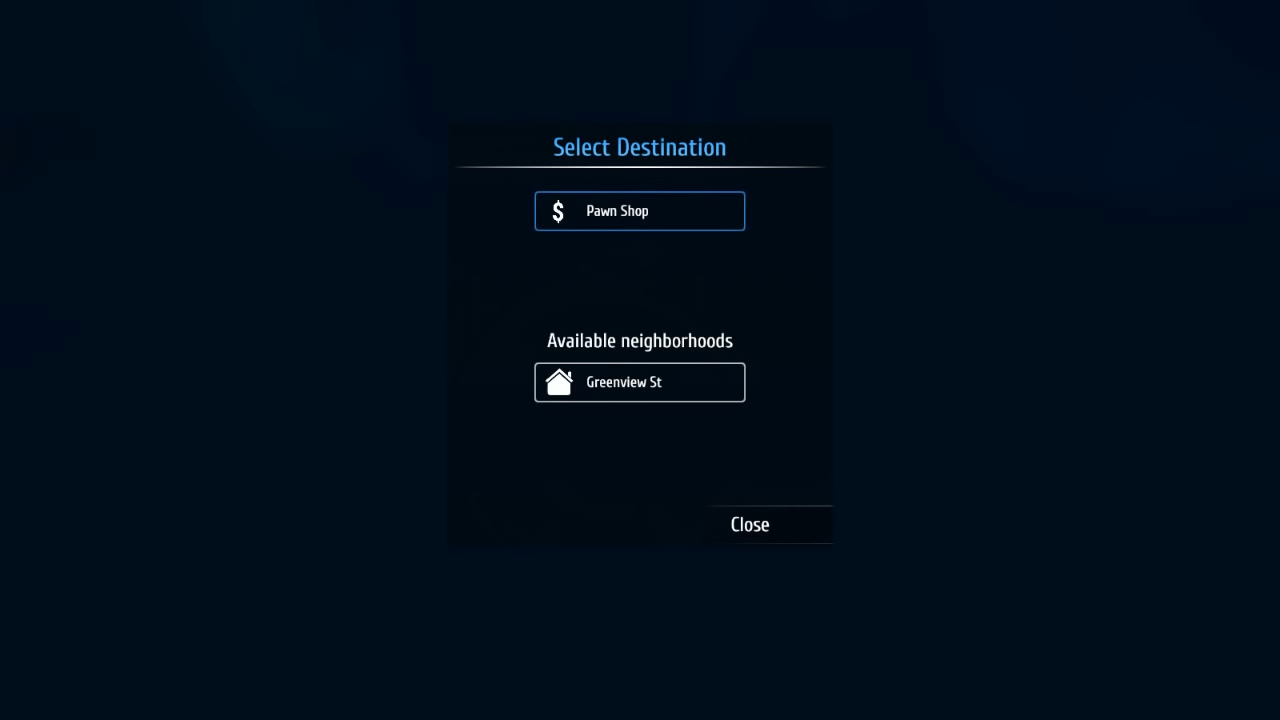 Select Destination
$ Pawn Shop
Available neighborhoods
Greenview St
Close